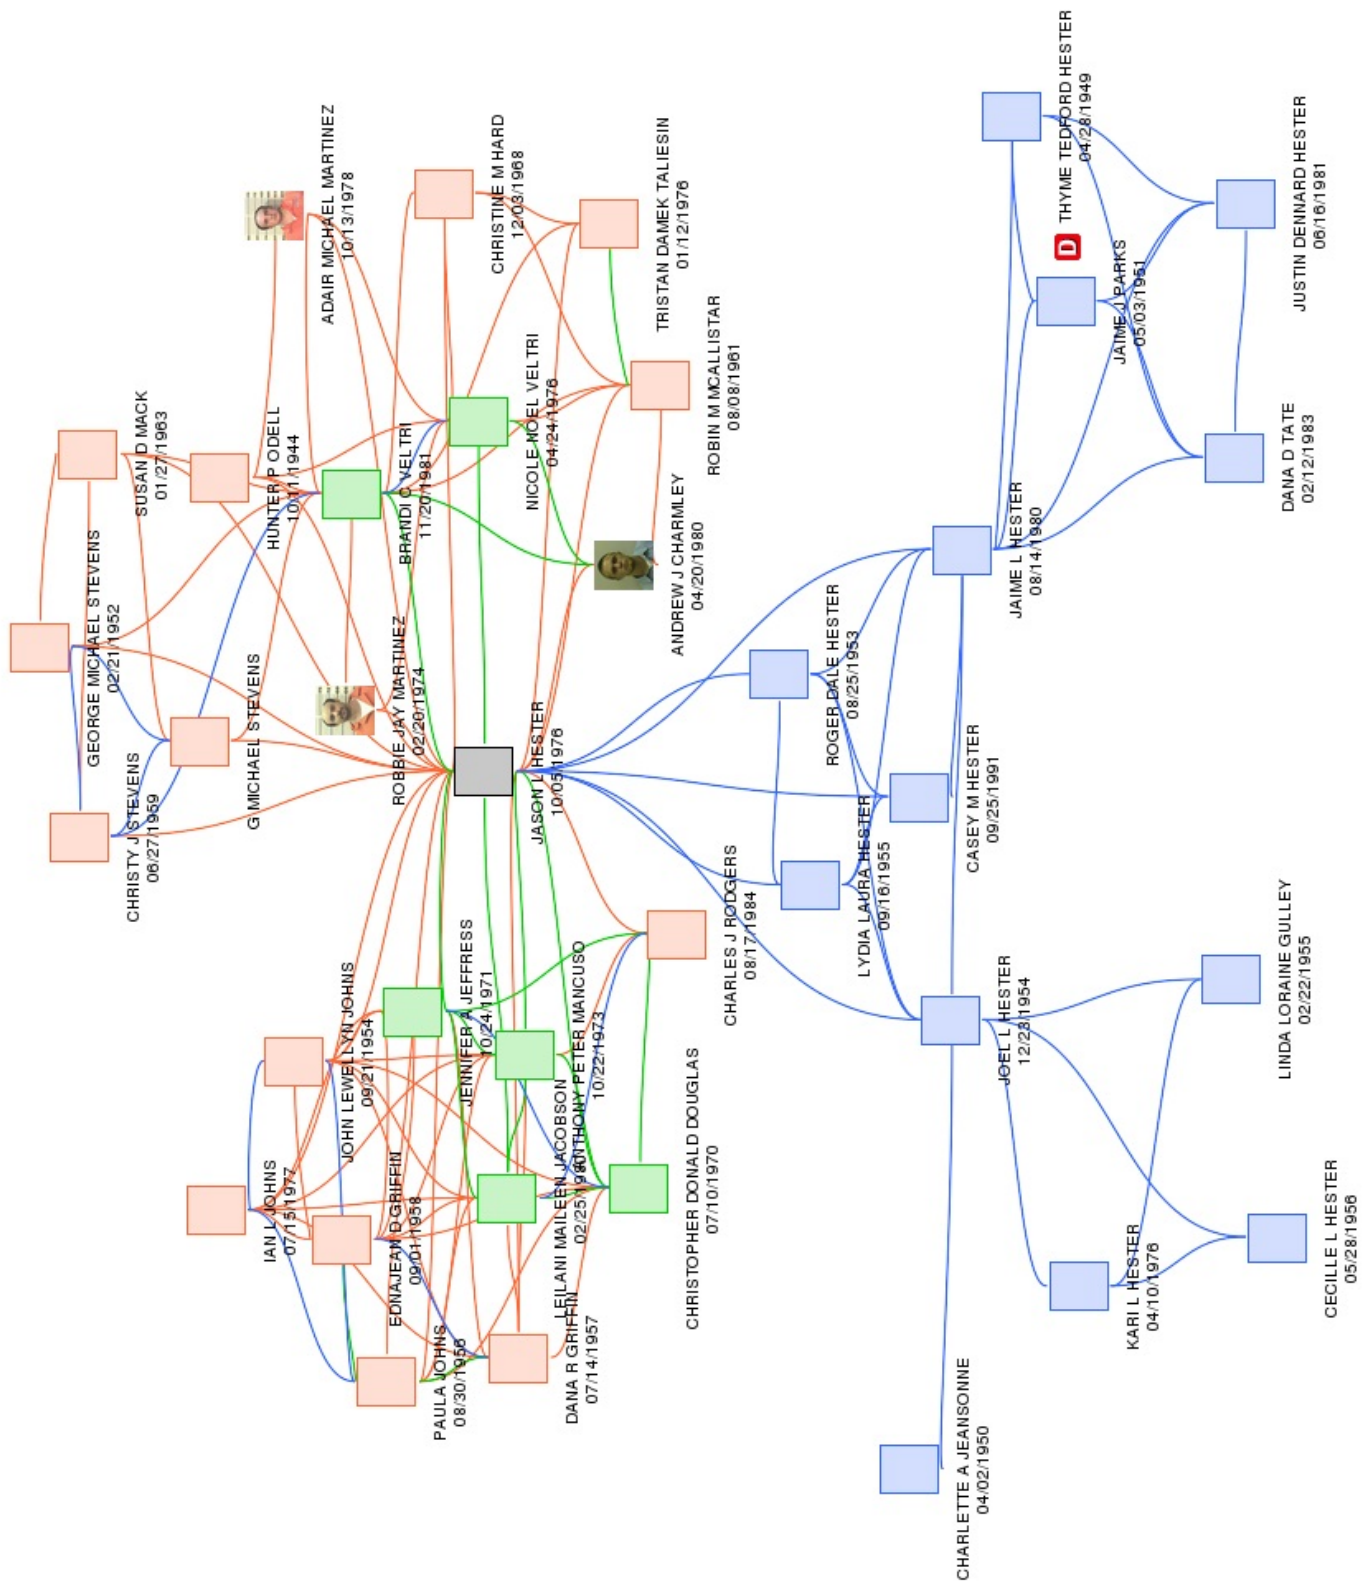 CHRISTY J STEVENS
06/27/1959
GEORGE MICHAEL STEVENS
02/21/1952
SUSAN D MACK
01/27/1963
G MICHAEL STEVENS
HUNTER P ODELL
10/11/1944
ADAIR MICHAEL MARTINEZ
10/13/1978
ROBBIE JAY MARTINEZ
02/20/1974
BRANDI C VELTRI
11/20/1981
CHRISTINE M HARD
12/03/1968
NICOLE NOEL VELTRI
04/24/1976
TRISTAN DAMEK TALIESIN
01/12/1976
ROBIN M MCALLISTAR
08/08/1961
ANDREW J CHARMLEY
04/20/1980
JASON L HESTER
10/05/1976
IAN L JOHNS
07/15/1977
JOHN LEWELLYN JOHNS
09/21/1954
EDNAJEAN D GRIFFIN
09/01/1958
JENNIFER A JEFFRESS
10/24/1971
PAULA JOHNS
08/30/1956
LEILANI MAILEEN JACOBSON
02/25/1980
ANTHONY PETER MANCUSO
10/22/1973
DANA R GRIFFIN
07/14/1957
CHRISTOPHER DONALD DOUGLAS
07/10/1970
CHARLES J RODGERS
08/17/1984
ROGER DALE HESTER
08/25/1953
LYDIA LAURA HESTER
09/16/1955
CASEY M HESTER
09/25/1991
JAIME L HESTER
08/14/1980
JOEL L HESTER
12/23/1954
D THYME TEDFORD HESTER
04/28/1949
JAIME J PARKS
05/03/1951
JUSTIN DENNARD HESTER
06/16/1981
DANA D TATE
02/12/1983
CHARLETTE A JEANSONNE
04/02/1950
KARI L HESTER
04/10/1976
LINDA LORAINE GULLEY
02/22/1955
CECILLE L HESTER
05/28/1956